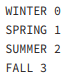 WINTER 0
SPRING 1
SUMMER 2
FALL 3